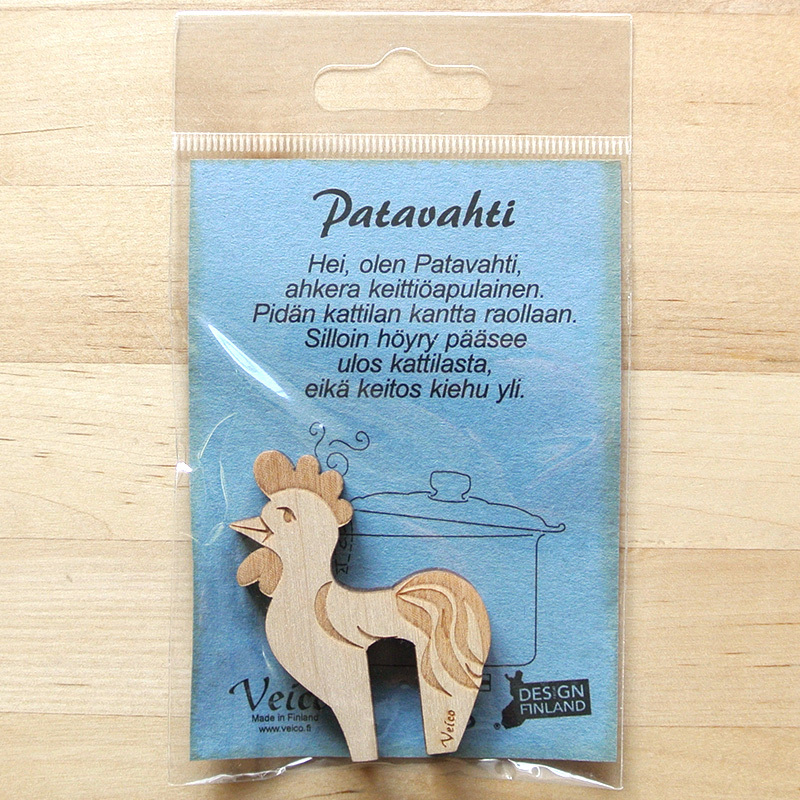 Patavahti
Hei, olen Patavahti,
ahkera keittiöapulainen.
Pidän kattilan kantta raollaan.
Silloin höyry pääsee
ulos kattilasta,
eikä keitos kiehu yli.
Veico
Made in Finland
www.veico.fi
Veico
®
DESIGN
FINLAND